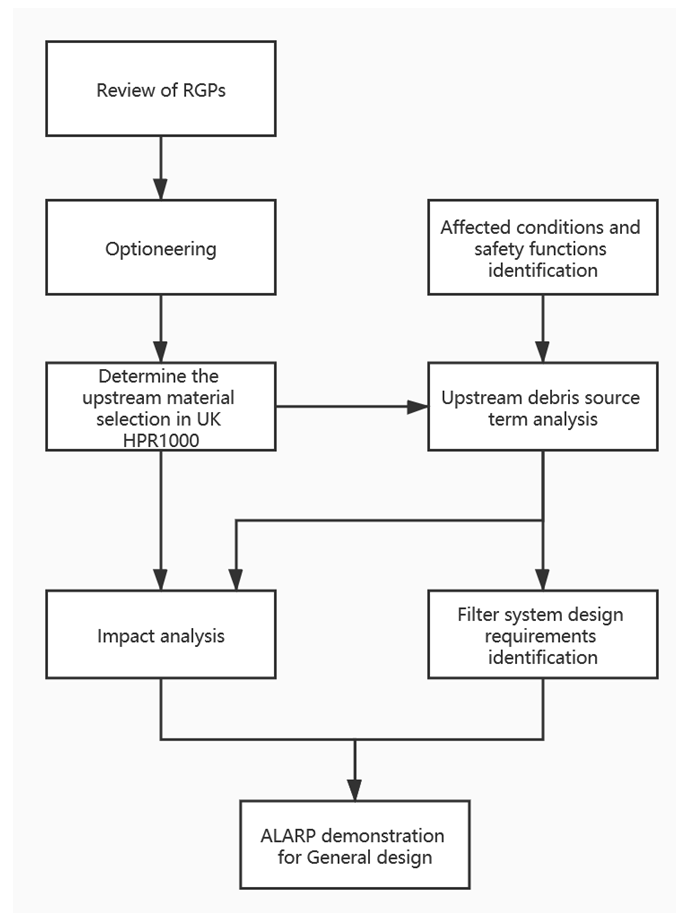 Review of RGPs
Optioneering
Affected conditions and
safety functions
identification
Determine the
upstream material
selection in UK
HPR1000
Upstream debris source
term analysis
Impact analysis
Filter system design
requirements
identification
ALARP demonstration
for General design